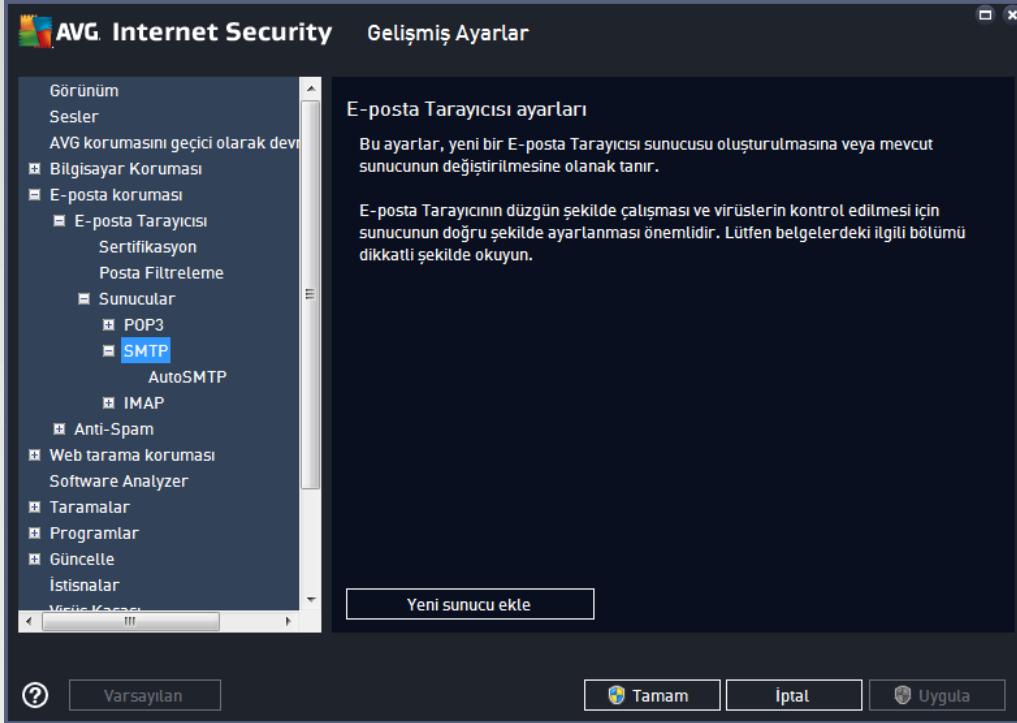 AVG Internet Security Gelişmiş Ayarlar
Görünüm
Sesler
AVG korumasını geçici olarak devr
Bilgisayar Koruması
E-posta koruması
E-posta Tarayıcısı
Sertifikasyon
Posta Filtreleme
Sunucular
POP3
SMTP
AutoSMTP
IMAP
Anti-Spam
Web tarama koruması
Software Analyzer
Taramalar
Programlar
Güncelle
İstisnalar
Virüs Kasası
E-posta Tarayıcısı ayarları
Bu ayarlar, yeni bir E-posta Tarayıcısı sunucusu oluşturulmasına veya mevcut
sunucunun değiştirilmesine olanak tanır.
E-posta Tarayıcının düzgün şekilde çalışması ve virüslerin kontrol edilmesi için
sunucunun doğru şekilde ayarlanması önemlidir. Lütfen belgelerdeki ilgili bölümü
dikkatli şekilde okuyun.
Yeni sunucu ekle
Varsayılan
Tamam
İptal
Uygula